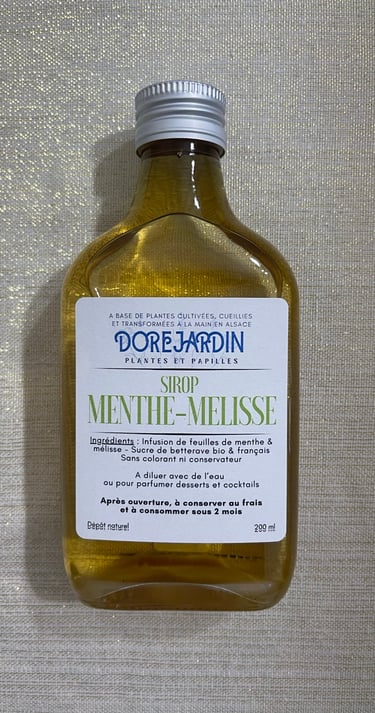 A BASE DE PLANTES CULTIVÉES, CUEILLIES
ET TRANSFORMÉES À LA MAIN EN ALSACE
DOREJARDIN
PLANTES ET PAPILLES
SIROP
MENTHE-MELISSE
Ingrédients : Infusion de feuilles de menthe &
mélisse - Sucre de betterave bio & français
Sans colorant ni conservateur
A diluer avec de l'eau
ou pour parfumer desserts et cocktails
Après ouverture, à conserver au frais
et à consommer sous 2 mois
Dépôt naturel
200 ml